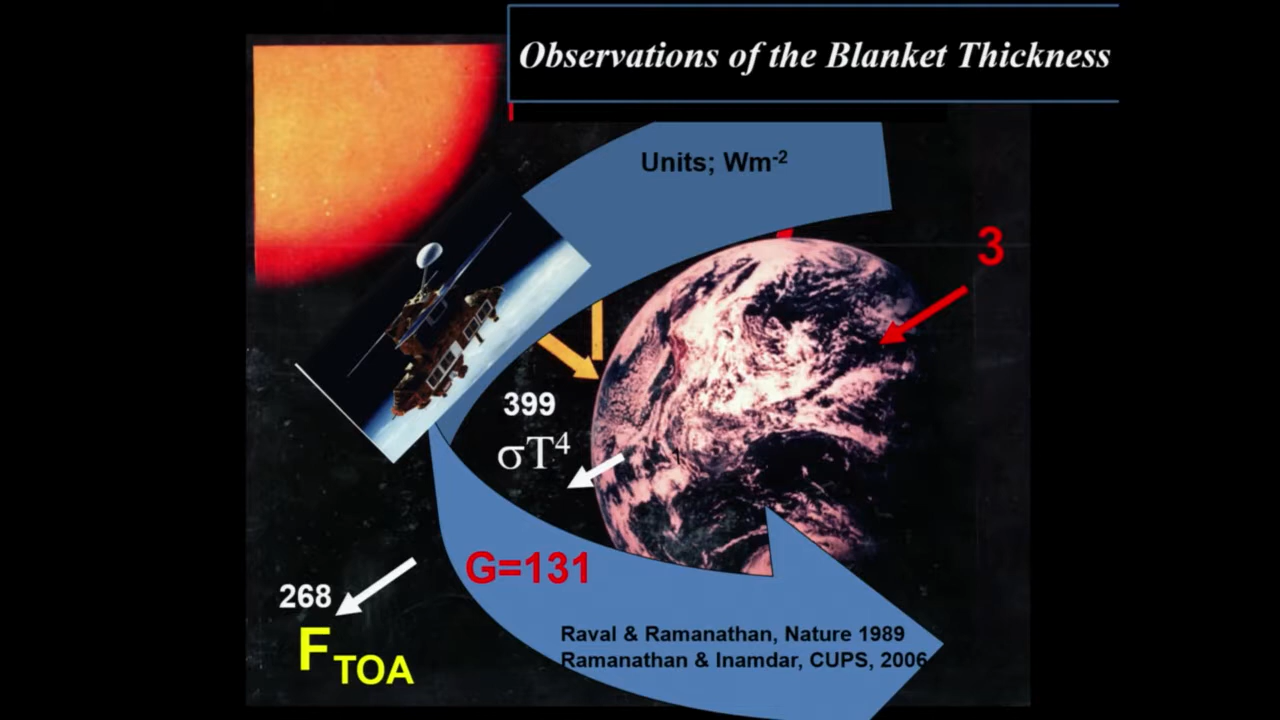 Observations of the Blanket Thickness
Units; Wm⁻²
3
399
σT⁴
G=131
268
F TOA
Raval & Ramanathan, Nature 1989
Ramanathan & Inamdar, CUPS, 2006